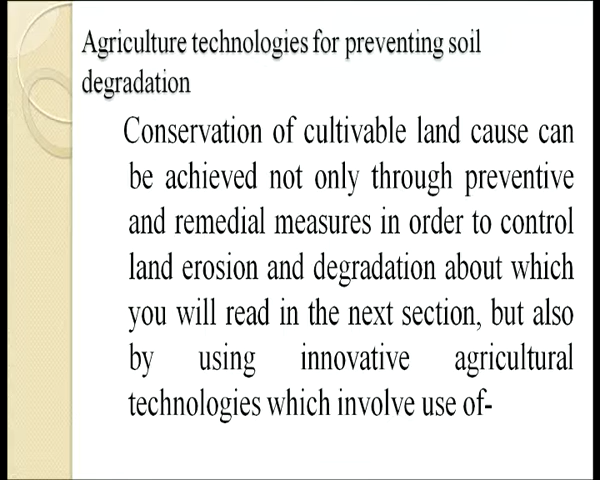 Agriculture technologies for preventing soil
degradation
Conservation of cultivable land cause can
be achieved not only through preventive
and remedial measures in order to control
land erosion and degradation about which
you will read in the next section, but also
by using innovative agricultural
technologies which involve use of-